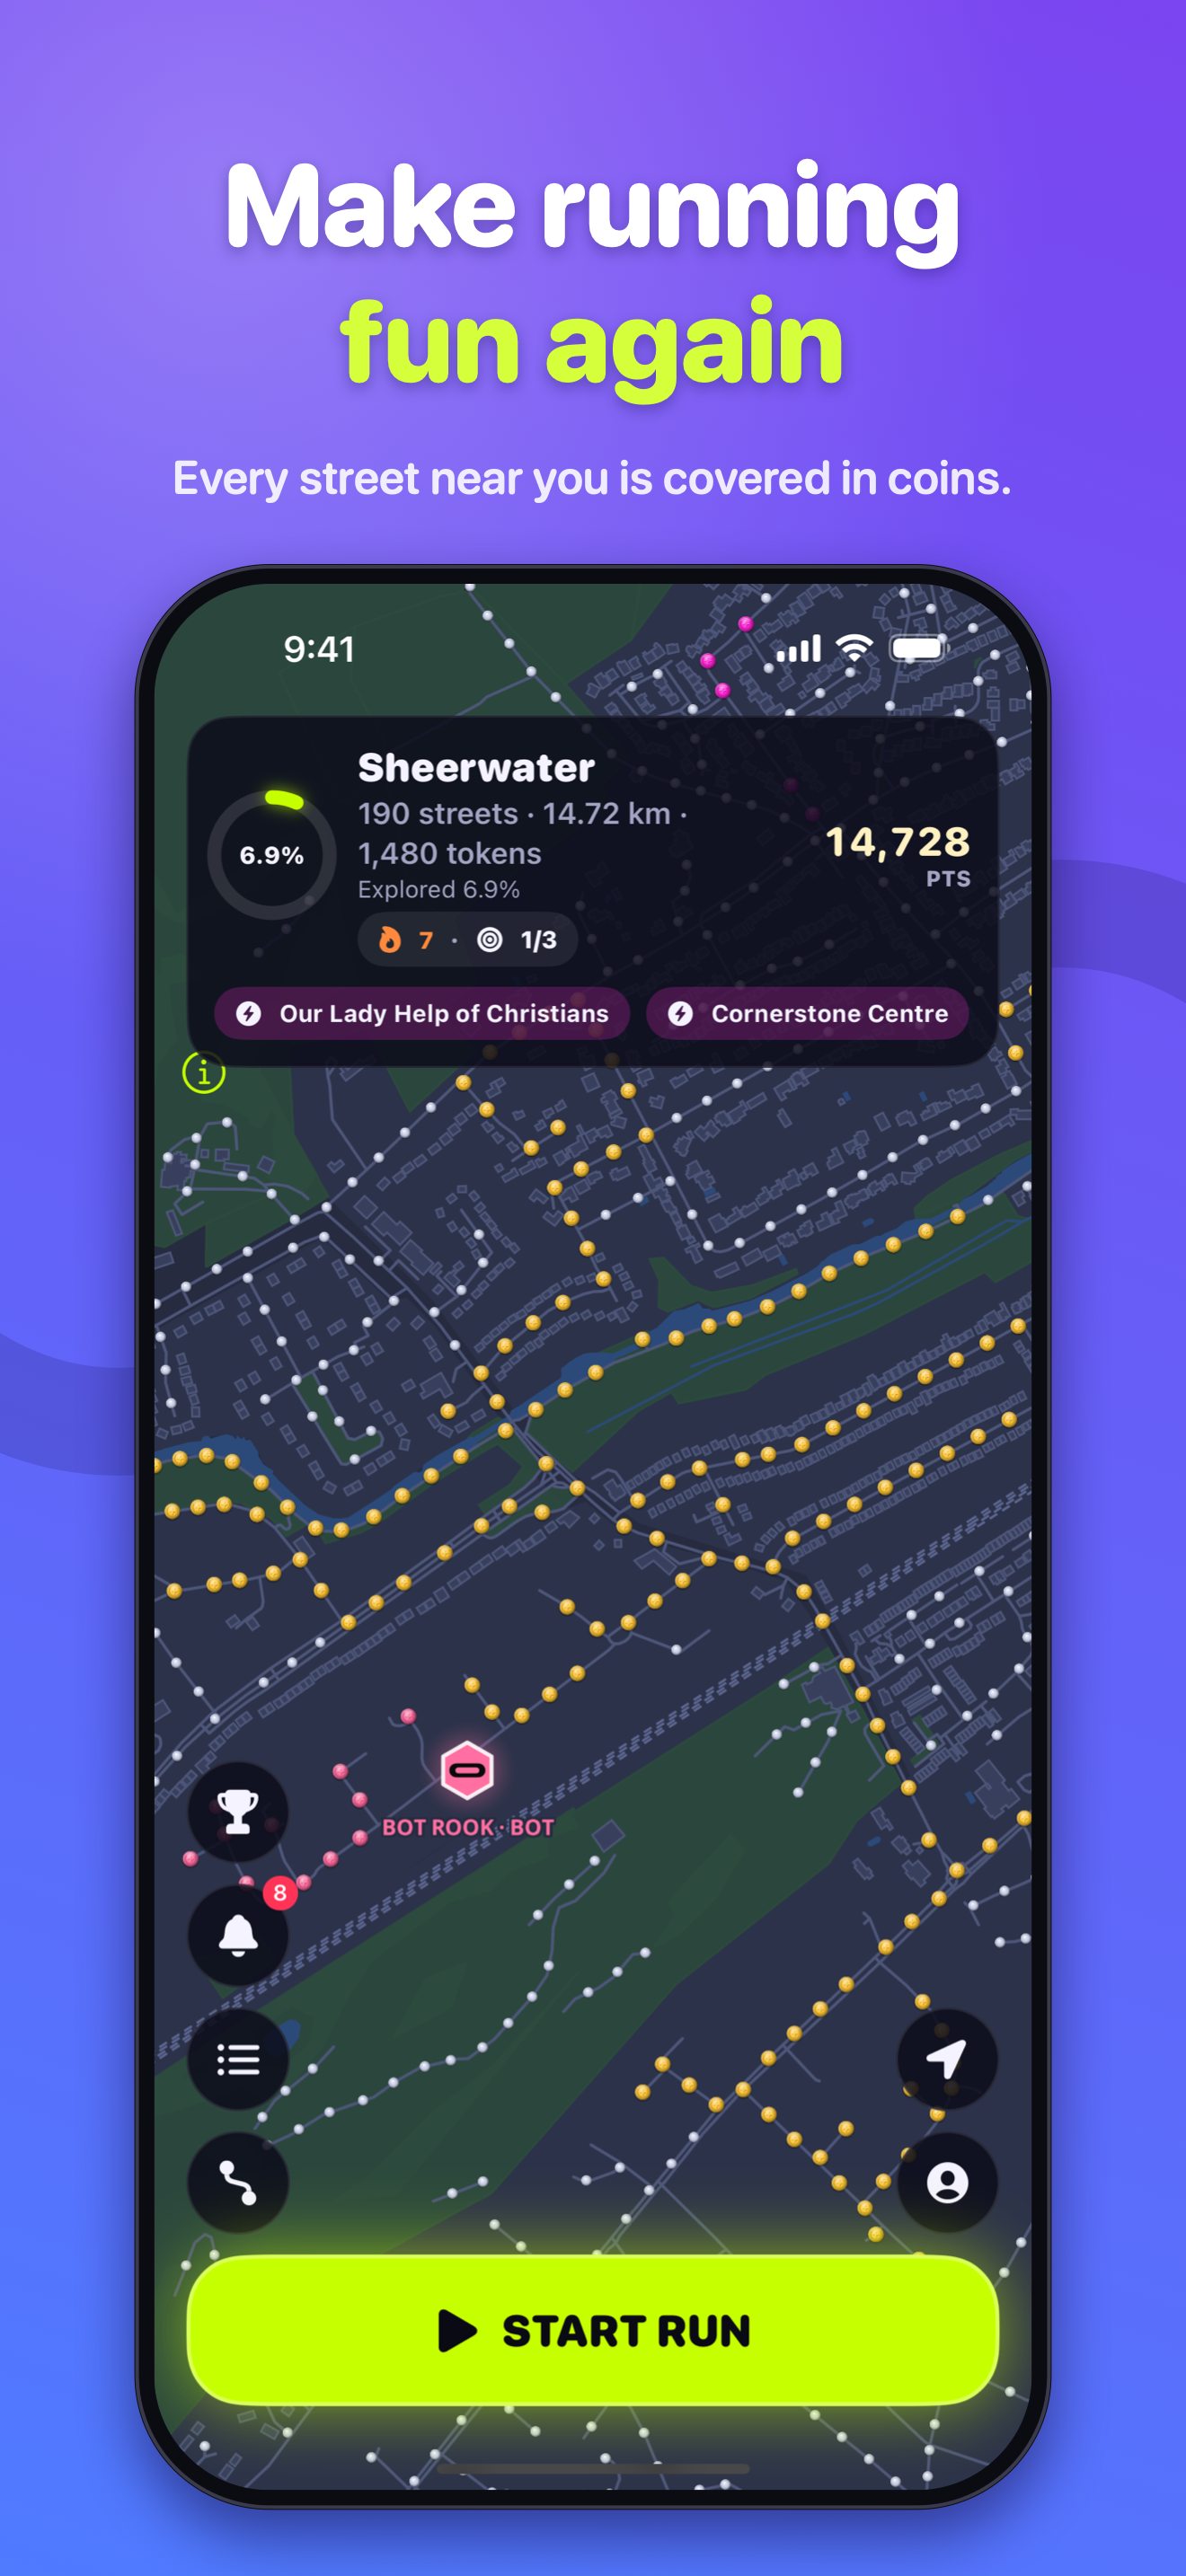 Make running
fun again
Every street near you is covered in coins.
9:41
Sheerwater
190 streets · 14.72 km ·
1,480 tokens
Explored 6.9%
6.9%
14,728
PTS
7 · 1/3
Our Lady Help of Christians
Cornerstone Centre
i
BOT ROOK · BOT
8
START RUN